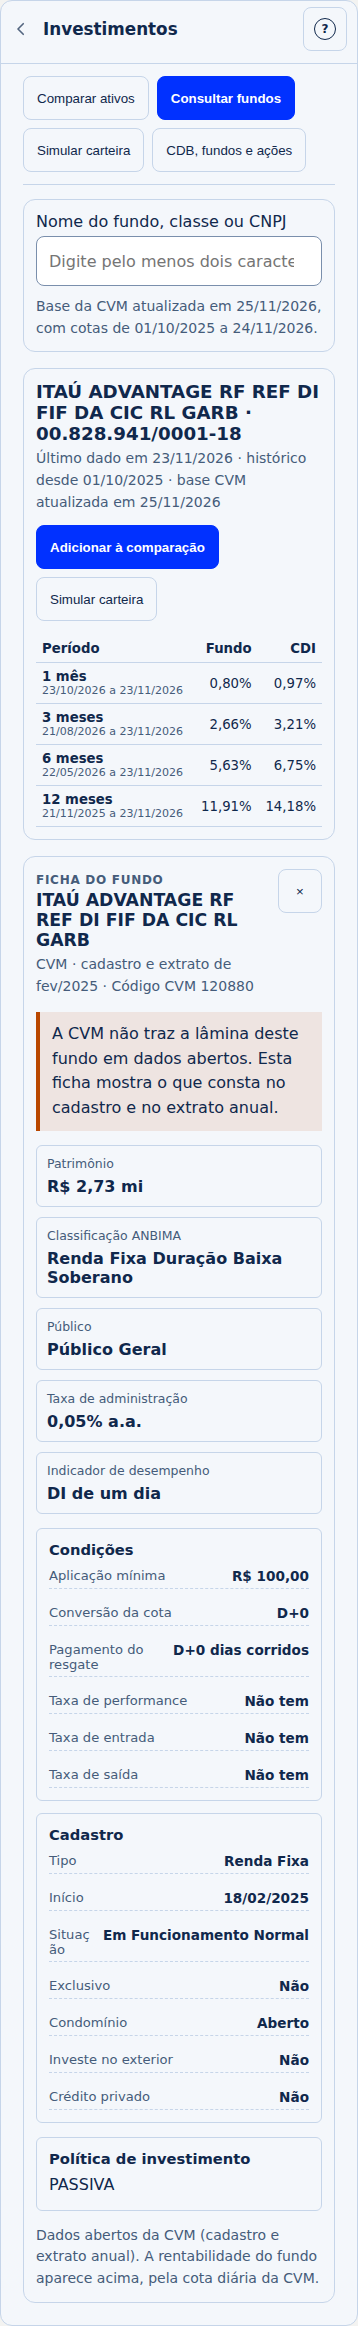 Investimentos
?
Comparar ativos
Consultar fundos
Simular carteira
CDB, fundos e ações
Nome do fundo, classe ou CNPJ
Digite pelo menos dois caracte
Base da CVM atualizada em 25/11/2026,
com cotas de 01/10/2025 a 24/11/2026.
ITAÚ ADVANTAGE RF REF DI
FIF DA CIC RL GARB ·
00.828.941/0001-18
Último dado em 23/11/2026 · histórico
desde 01/10/2025 · base CVM
atualizada em 25/11/2026
Adicionar à comparação
Simular carteira
Período Fundo CDI
1 mês
23/10/2026 a 23/11/2026 0,80% 0,97%
3 meses
21/08/2026 a 23/11/2026 2,66% 3,21%
6 meses
22/05/2026 a 23/11/2026 5,63% 6,75%
12 meses
21/11/2025 a 23/11/2026 11,91% 14,18%
FICHA DO FUNDO
×
ITAÚ ADVANTAGE RF
REF DI FIF DA CIC RL
GARB
CVM · cadastro e extrato de
fev/2025 · Código CVM 120880
A CVM não traz a lâmina deste
fundo em dados abertos. Esta
ficha mostra o que consta no
cadastro e no extrato anual.
Patrimônio
R$ 2,73 mi
Classificação ANBIMA
Renda Fixa Duração Baixa
Soberano
Público
Público Geral
Taxa de administração
0,05% a.a.
Indicador de desempenho
DI de um dia
Condições
Aplicação mínima R$ 100,00
Conversão da cota D+0
Pagamento do D+0 dias corridos
resgate
Taxa de performance Não tem
Taxa de entrada Não tem
Taxa de saída Não tem
Cadastro
Tipo Renda Fixa
Início 18/02/2025
Situaç Em Funcionamento Normal
ão
Exclusivo Não
Condomínio Aberto
Investe no exterior Não
Crédito privado Não
Política de investimento
PASSIVA
Dados abertos da CVM (cadastro e
extrato anual). A rentabilidade do fundo
aparece acima, pela cota diária da CVM.